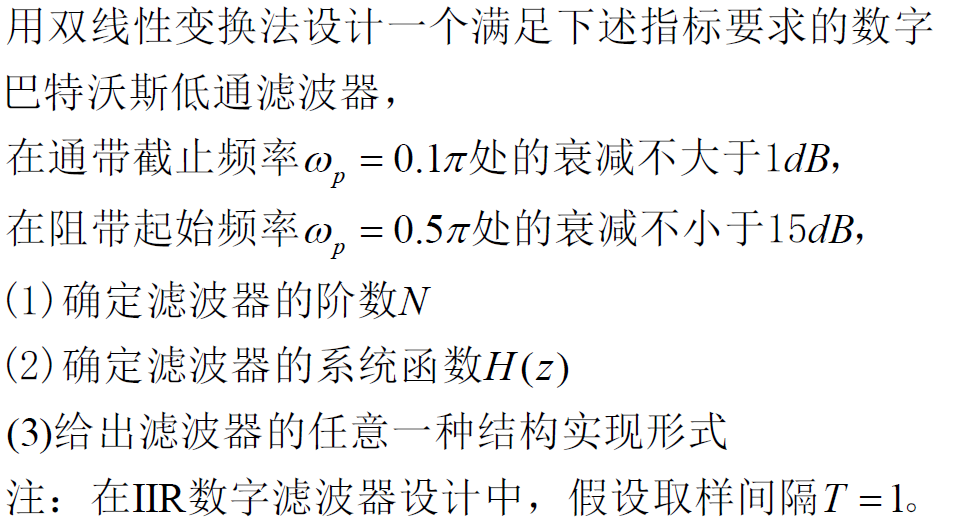 用双线性变换法设计一个满足下述指标要求的数字
巴特沃斯低通滤波器，
在通带截止频率ωₚ = 0.1π处的衰减不大于1dB，
在阻带起始频率ωₚ = 0.5π处的衰减不小于15dB，
(1)确定滤波器的阶数N
(2)确定滤波器的系统函数H(z)
(3)给出滤波器的任意一种结构实现形式
注：在IIR数字滤波器设计中，假设取样间隔T = 1。